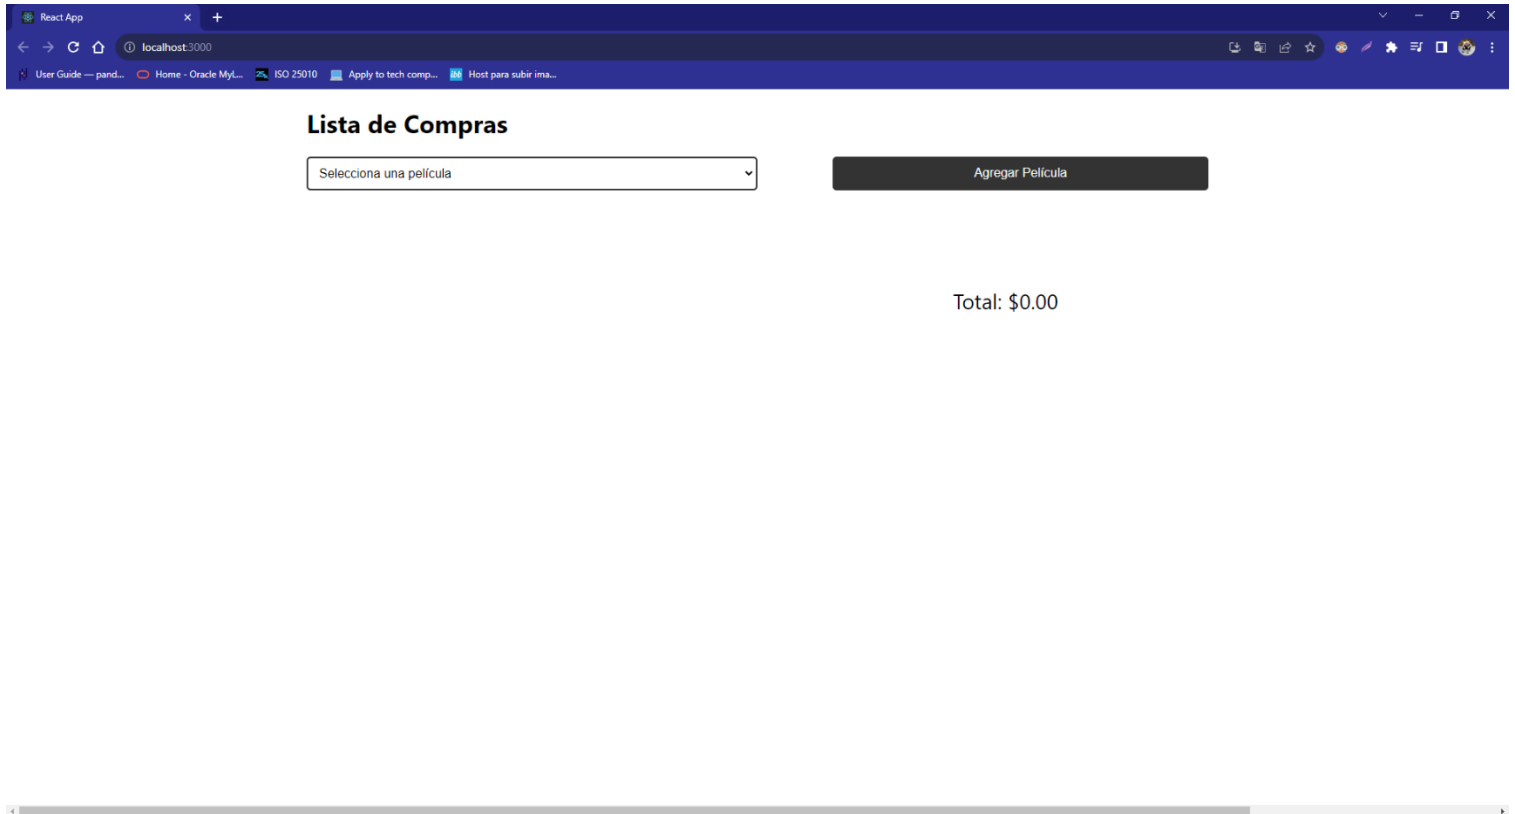 React App
localhost:3000
User Guide — pand...
Home - Oracle MyL...
ISO 25010
Apply to tech comp...
Host para subir ima...
Lista de Compras
Selecciona una película
Agregar Película
Total: $0.00